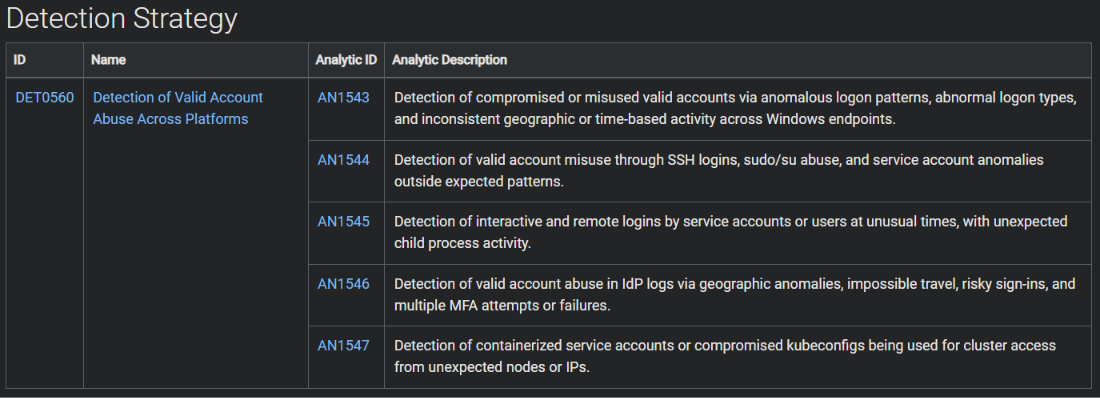 Detection Strategy
ID Name Analytic ID Analytic Description
DET0560 Detection of Valid Account Abuse Across Platforms
AN1543 Detection of compromised or misused valid accounts via anomalous logon patterns, abnormal logon types,
and inconsistent geographic or time-based activity across Windows endpoints.
AN1544 Detection of valid account misuse through SSH logins, sudo/su abuse, and service account anomalies
outside expected patterns.
AN1545 Detection of interactive and remote logins by service accounts or users at unusual times, with unexpected
child process activity.
AN1546 Detection of valid account abuse in IdP logs via geographic anomalies, impossible travel, risky sign-ins, and
multiple MFA attempts or failures.
AN1547 Detection of containerized service accounts or compromised kubeconfigs being used for cluster access
from unexpected nodes or IPs.